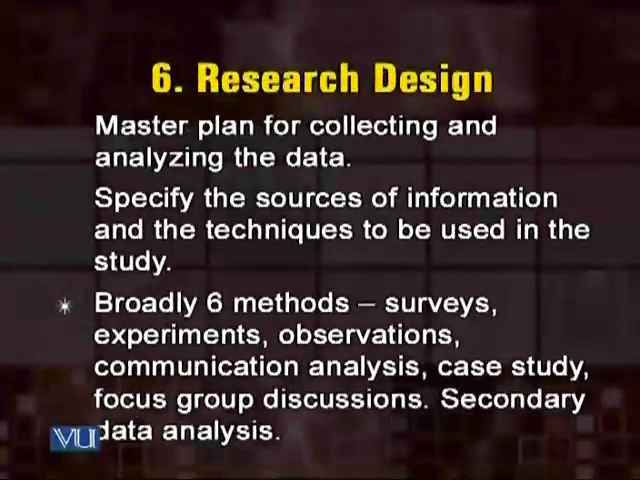 6. Research Design
Master plan for collecting and
analyzing the data.
Specify the sources of information
and the techniques to be used in the
study.
Broadly 6 methods – surveys,
experiments, observations,
communication analysis, case study,
focus group discussions. Secondary
data analysis.
VU